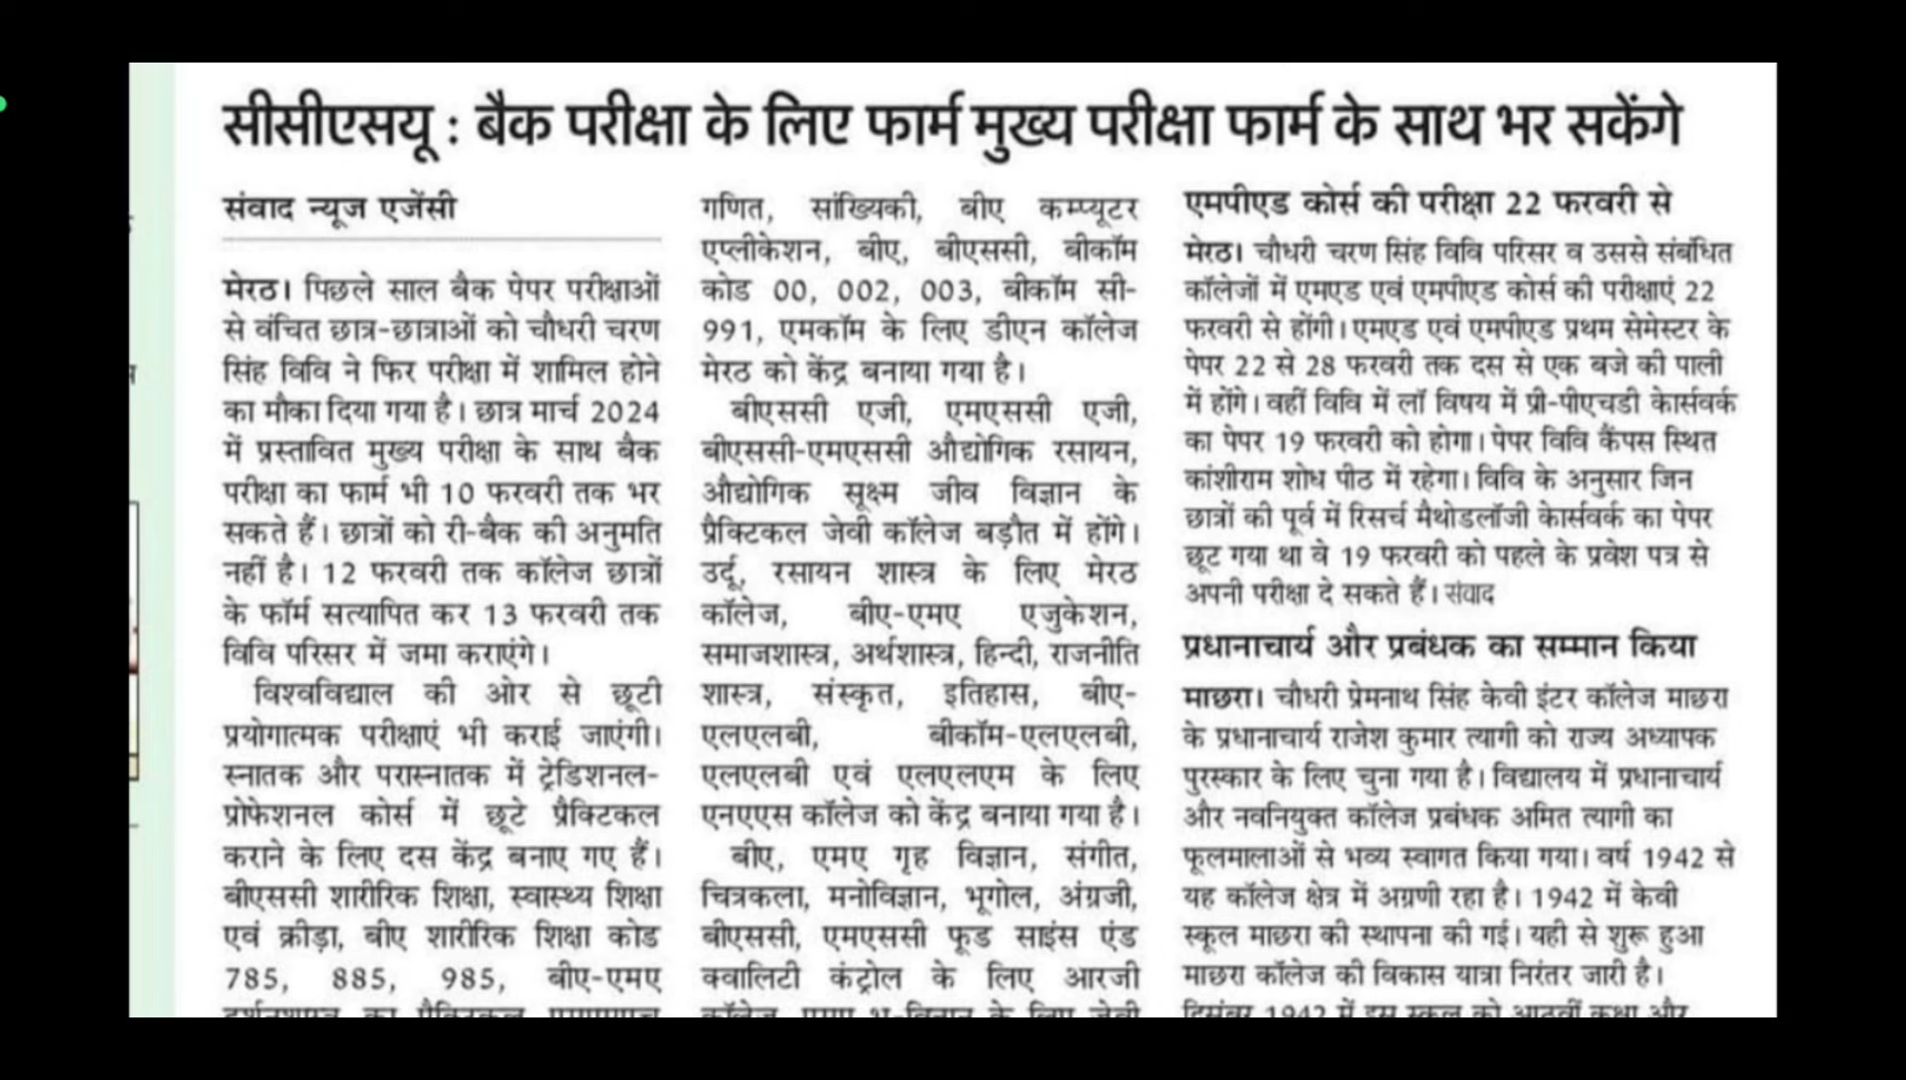 सीसीएसयू : बैक परीक्षा के लिए फार्म मुख्य परीक्षा फार्म के साथ भर सकेंगे
संवाद न्यूज एजेंसी
मेरठ। पिछले साल बैक पेपर परीक्षाओं
से वंचित छात्र-छात्राओं को चौधरी चरण
सिंह विवि ने फिर परीक्षा में शामिल होने
का मौका दिया गया है। छात्र मार्च 2024
में प्रस्तावित मुख्य परीक्षा के साथ बैक
परीक्षा का फार्म भी 10 फरवरी तक भर
सकते हैं। छात्रों को री-बैक की अनुमति
नहीं है। 12 फरवरी तक कॉलेज छात्रों
के फॉर्म सत्यापित कर 13 फरवरी तक
विवि परिसर में जमा कराएंगे।
विश्वविद्याल की ओर से छूटी
प्रयोगात्मक परीक्षाएं भी कराई जाएंगी।
स्नातक और परास्नातक में ट्रेडिशनल-
प्रोफेशनल कोर्स में छूटे प्रैक्टिकल
कराने के लिए दस केंद्र बनाए गए हैं।
बीएससी शारीरिक शिक्षा, स्वास्थ्य शिक्षा
एवं क्रीड़ा, बीए शारीरिक शिक्षा कोड
785, 885, 985, बीए-एमए
गणित, सांख्यिकी, बीए कम्प्यूटर
एप्लीकेशन, बीए, बीएससी, बीकॉम
कोड 00, 002, 003, बीकॉम सी-
991, एमकॉम के लिए डीएन कॉलेज
मेरठ को केंद्र बनाया गया है।
बीएससी एजी, एमएससी एजी,
बीएससी-एमएससी औद्योगिक रसायन,
औद्योगिक सूक्ष्म जीव विज्ञान के
प्रैक्टिकल जेवी कॉलेज बड़ौत में होंगे।
उर्दू, रसायन शास्त्र के लिए मेरठ
कॉलेज, बीए-एमए एजुकेशन,
समाजशास्त्र, अर्थशास्त्र, हिन्दी, राजनीति
शास्त्र, संस्कृत, इतिहास, बीए-
एलएलबी, बीकॉम-एलएलबी,
एलएलबी एवं एलएलएम के लिए
एनएएस कॉलेज को केंद्र बनाया गया है।
बीए, एमए गृह विज्ञान, संगीत,
चित्रकला, मनोविज्ञान, भूगोल, अंग्रजी,
बीएससी, एमएससी फूड साइंस एंड
क्वालिटी कंट्रोल के लिए आरजी
एमपीएड कोर्स की परीक्षा 22 फरवरी से
मेरठ। चौधरी चरण सिंह विवि परिसर व उससे संबंधित
कॉलेजों में एमएड एवं एमपीएड कोर्स की परीक्षाएं 22
फरवरी से होंगी। एमएड एवं एमपीएड प्रथम सेमेस्टर के
पेपर 22 से 28 फरवरी तक दस से एक बजे की पाली
में होंगे। वहीं विवि में लॉ विषय में प्री-पीएचडी केार्सवर्क
का पेपर 19 फरवरी को होगा। पेपर विवि कैंपस स्थित
कांशीराम शोध पीठ में रहेगा। विवि के अनुसार जिन
छात्रों की पूर्व में रिसर्च मैथोडलॉजी केार्सवर्क का पेपर
छूट गया था वे 19 फरवरी को पहले के प्रवेश पत्र से
अपनी परीक्षा दे सकते हैं। संवाद
प्रधानाचार्य और प्रबंधक का सम्मान किया
माछरा। चौधरी प्रेमनाथ सिंह केवी इंटर कॉलेज माछरा
के प्रधानाचार्य राजेश कुमार त्यागी को राज्य अध्यापक
पुरस्कार के लिए चुना गया है। विद्यालय में प्रधानाचार्य
और नवनियुक्त कॉलेज प्रबंधक अमित त्यागी का
फूलमालाओं से भव्य स्वागत किया गया। वर्ष 1942 से
यह कॉलेज क्षेत्र में अग्रणी रहा है। 1942 में केवी
स्कूल माछरा की स्थापना की गई। यही से शुरू हुआ
माछरा कॉलेज की विकास यात्रा निरंतर जारी है।
दिसंबर 1942 में इस स्कूल को आठवीं कक्षा और